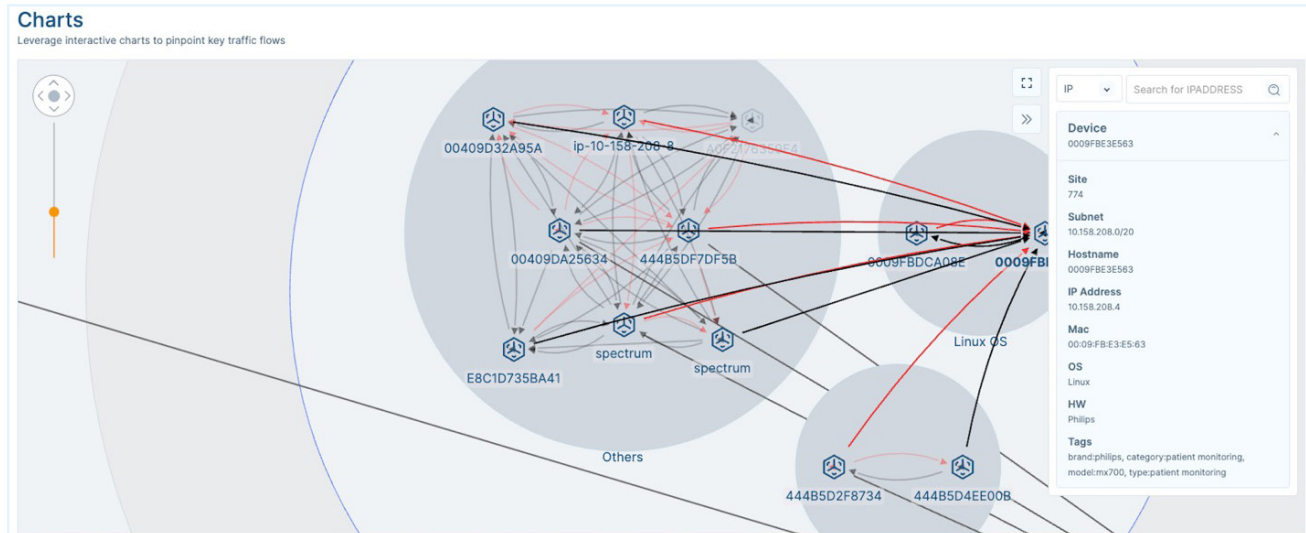 Charts
Leverage interactive charts to pinpoint key traffic flows
IP
Search for IPADDRESS
Device
0009FBE3E563
Site
774
Subnet
10.158.208.0/20
Hostname
0009FBE3E563
IP Address
10.158.208.4
Mac
00:09:FB:E3:E5:63
OS
Linux
HW
Philips
Tags
brand:philips, category:patient monitoring,
model:mx700, type:patient monitoring
00409D32A95A
ip-10-158-208-8
00409DA25634
444B5DF7DF5B
0009FBDCA08E
0009FB
E8C1D735BA41
spectrum
spectrum
Linux OS
Others
444B5D2F8734
444B5D4EE00B